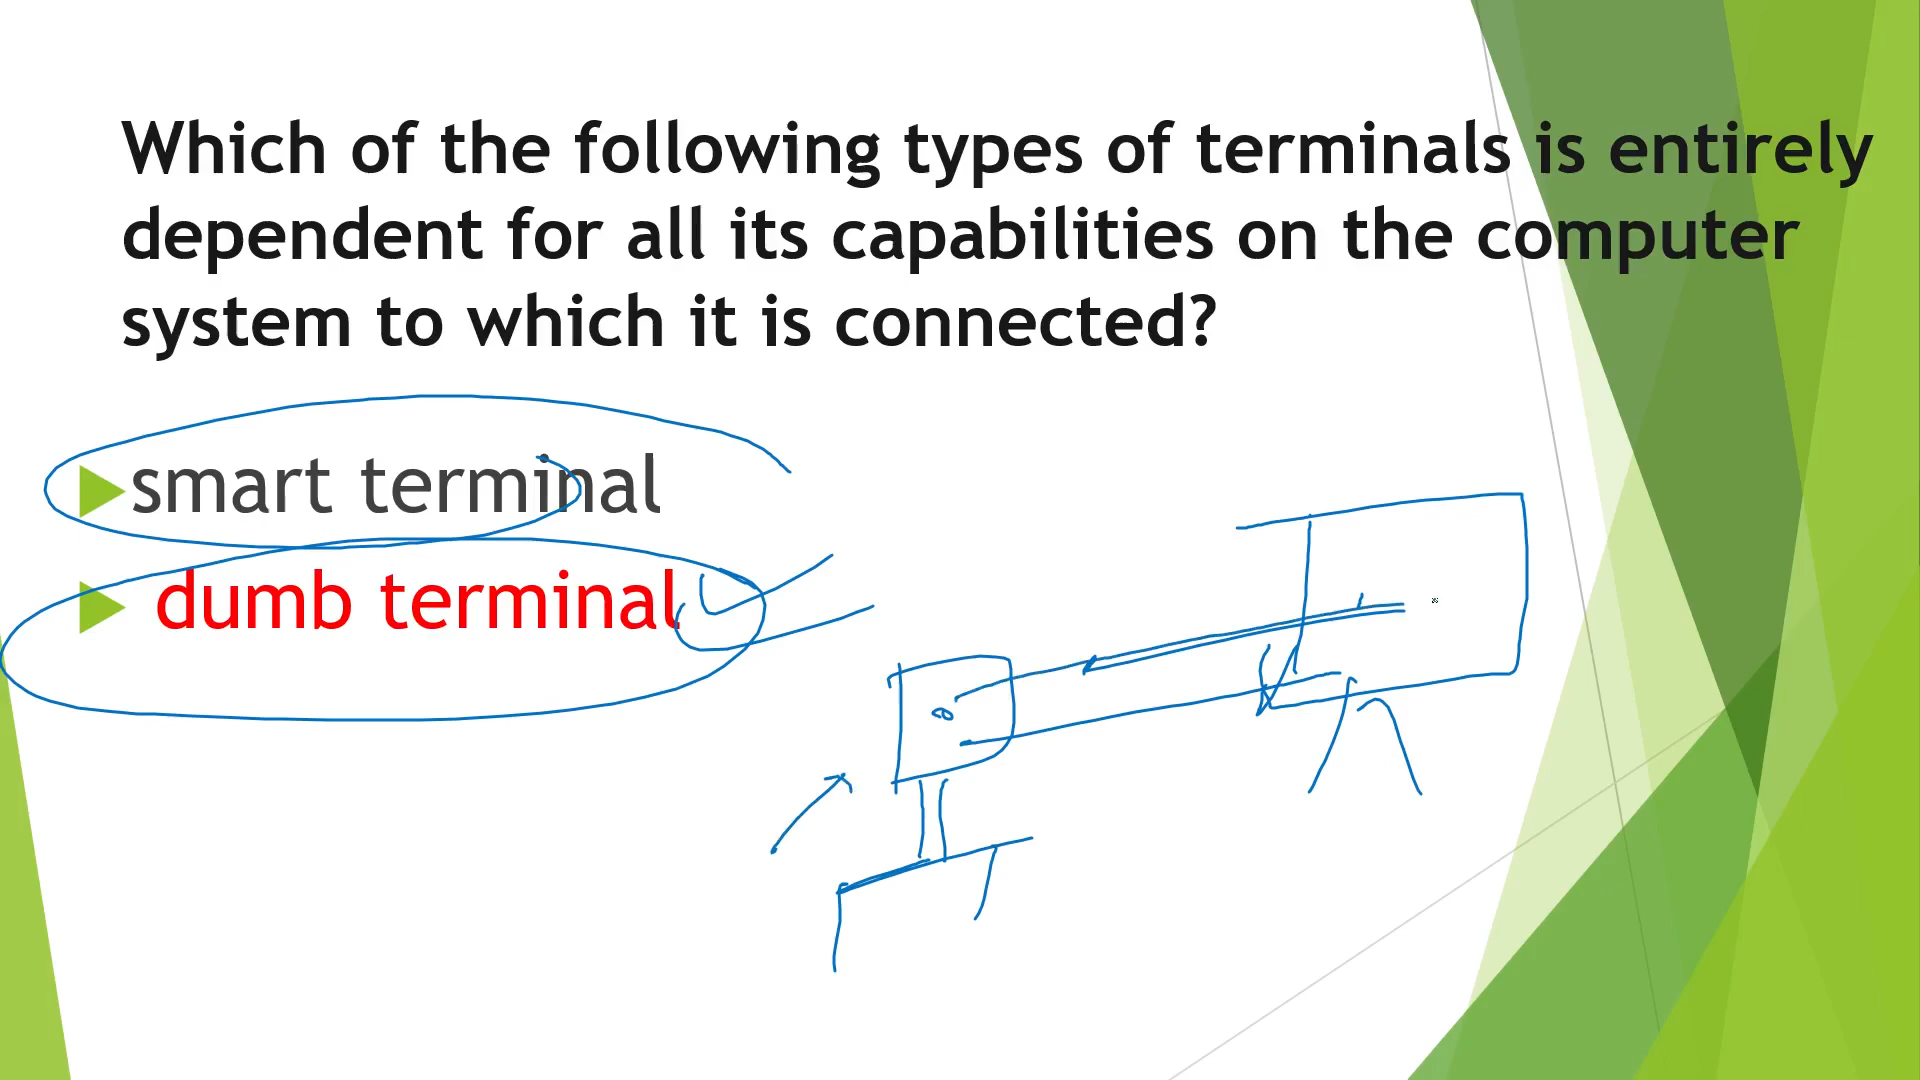 Which of the following types of terminals is entirely
dependent for all its capabilities on the computer
system to which it is connected?
smart terminal
dumb terminal